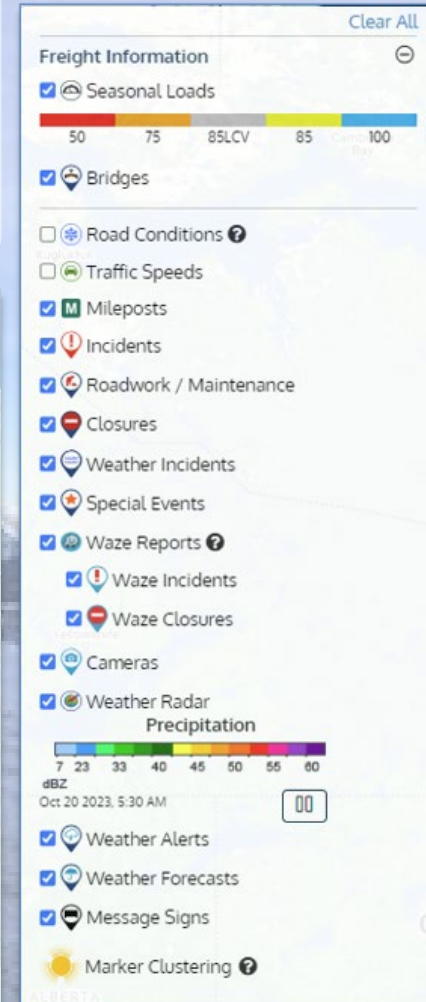 Clear All
Freight Information
Seasonal Loads
50 75 85LCV 85 100
Bridges
Road Conditions ?
Traffic Speeds
M Mileposts
Incidents
Roadwork / Maintenance
Closures
Weather Incidents
Special Events
Waze Reports ?
Waze Incidents
Waze Closures
Cameras
Weather Radar
Precipitation
7 23 33 40 45 50 55 60
dBZ
Oct 20 2023, 5:30 AM
Weather Alerts
Weather Forecasts
Message Signs
Marker Clustering ?
ALBERTA